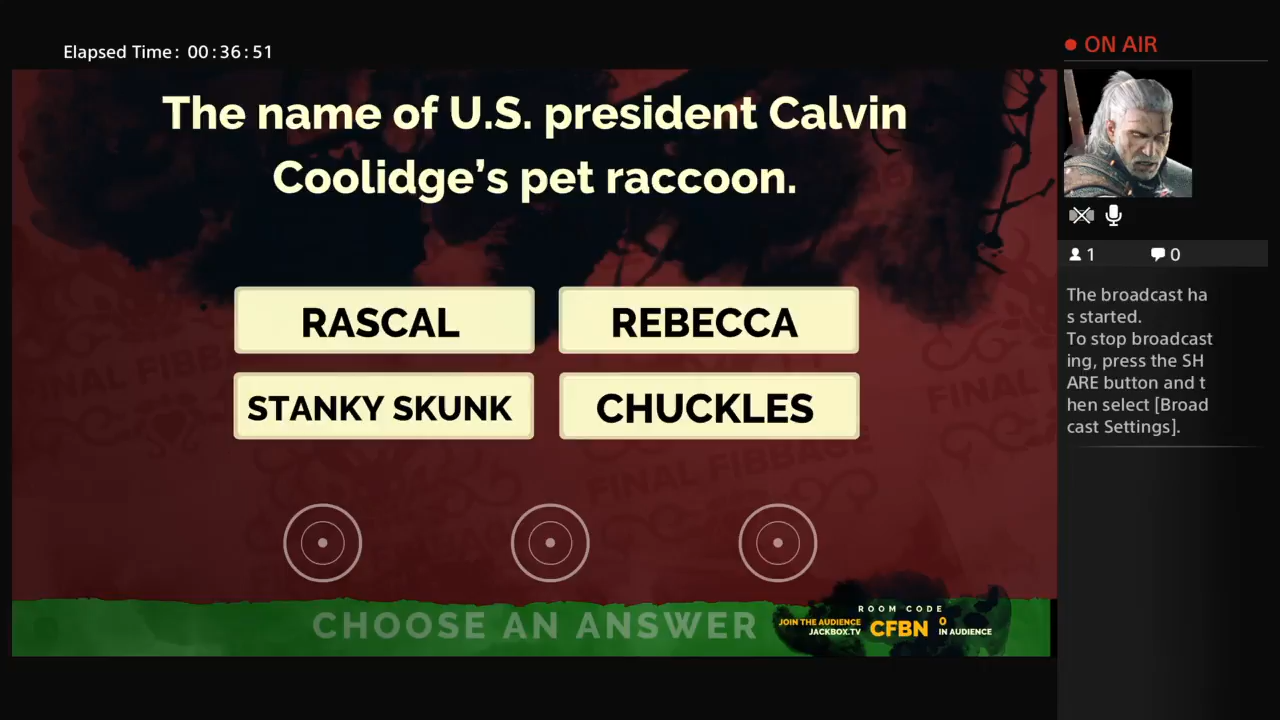 Elapsed Time: 00:36:51
ON AIR
The name of U.S. president Calvin
Coolidge's pet raccoon.
RASCAL
REBECCA
STANKY SKUNK
CHUCKLES
1
0
The broadcast ha
s started.
To stop broadcast
ing, press the SH
ARE button and t
hen select [Broad
cast Settings].
FINAL FIBBAGE
CHOOSE AN ANSWER
ROOM CODE
JOIN THE AUDIENCE
JACKBOX.TV
CFBN
0
IN AUDIENCE